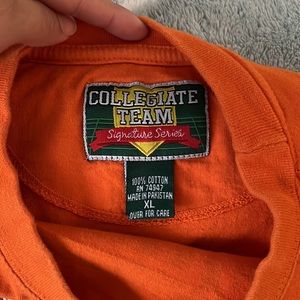 COLLEGIATE
TEAM
Signature Series
100% COTTON
RN 74947
MADE IN PAKISTAN
XL
OVER FOR CARE